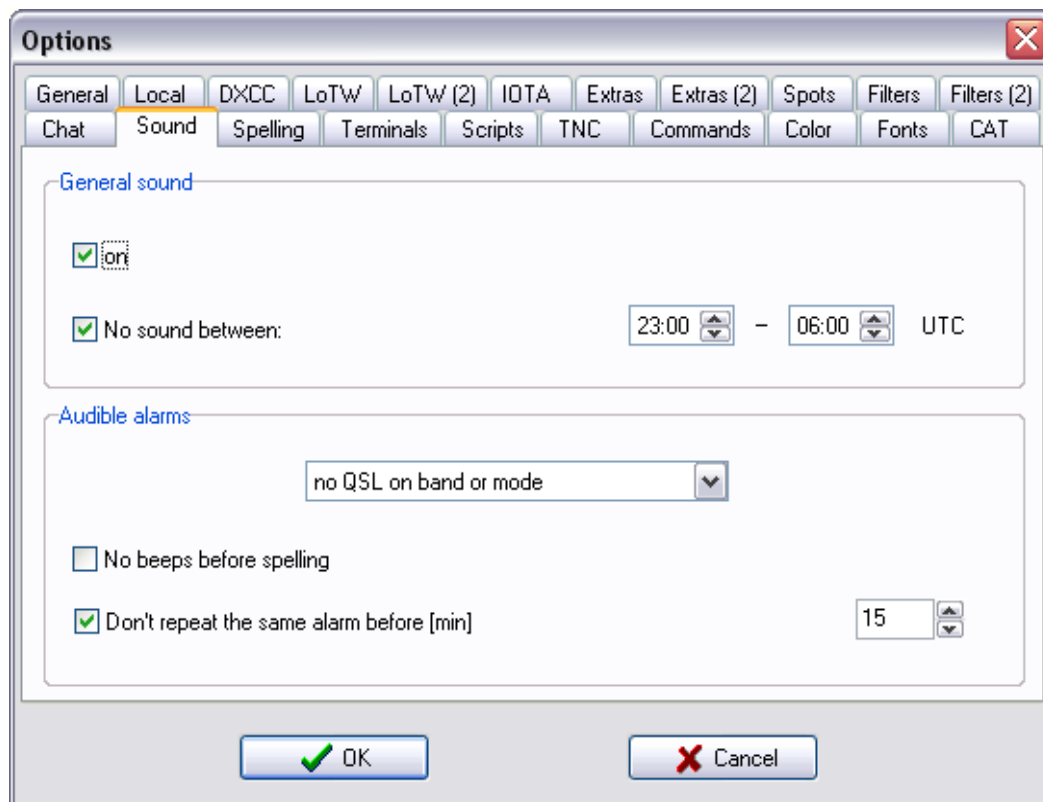 Options
General Local DXCC LoTW LoTW (2) IOTA Extras Extras (2) Spots Filters Filters (2)
Chat Sound Spelling Terminals Scripts TNC Commands Color Fonts CAT
General sound
on
No sound between: 23:00 – 06:00 UTC
Audible alarms
no QSL on band or mode
No beeps before spelling
Don't repeat the same alarm before [min] 15
OK Cancel